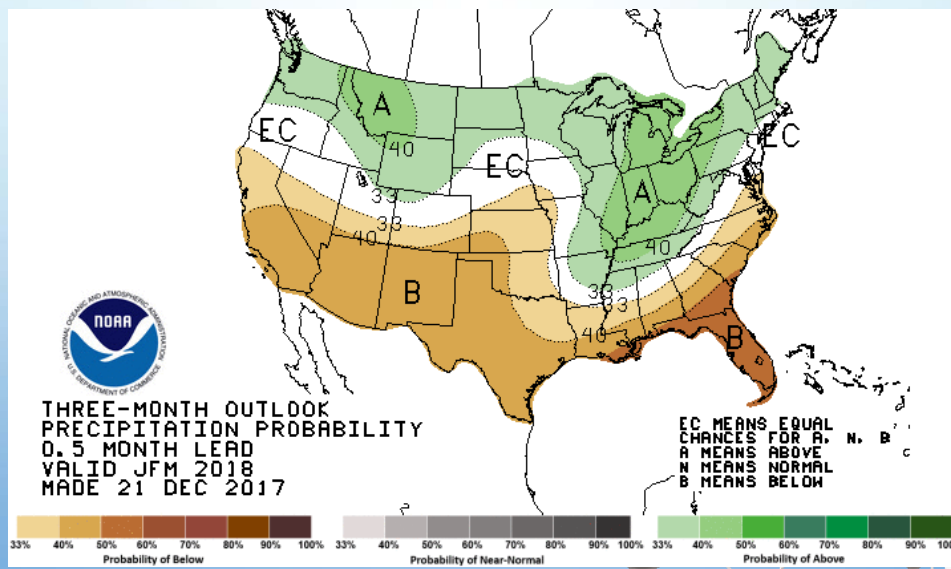 A
EC
40
EC
EC
33
A
33
40
40
B
33
33
40
B
NATIONAL OCEANIC AND ATMOSPHERIC ADMINISTRATION
NOAA
U.S. DEPARTMENT OF COMMERCE
THREE-MONTH OUTLOOK
PRECIPITATION PROBABILITY
0.5 MONTH LEAD
VALID JFM 2018
MADE 21 DEC 2017
EC MEANS EQUAL
CHANCES FOR A, N, B
A MEANS ABOVE
N MEANS NORMAL
B MEANS BELOW
33% 40% 50% 60% 70% 80% 90% 100%
Probability of Below
33% 40% 50% 60% 70% 80% 90% 100%
Probability of Near-Normal
33% 40% 50% 60% 70% 80% 90% 100
Probability of Above